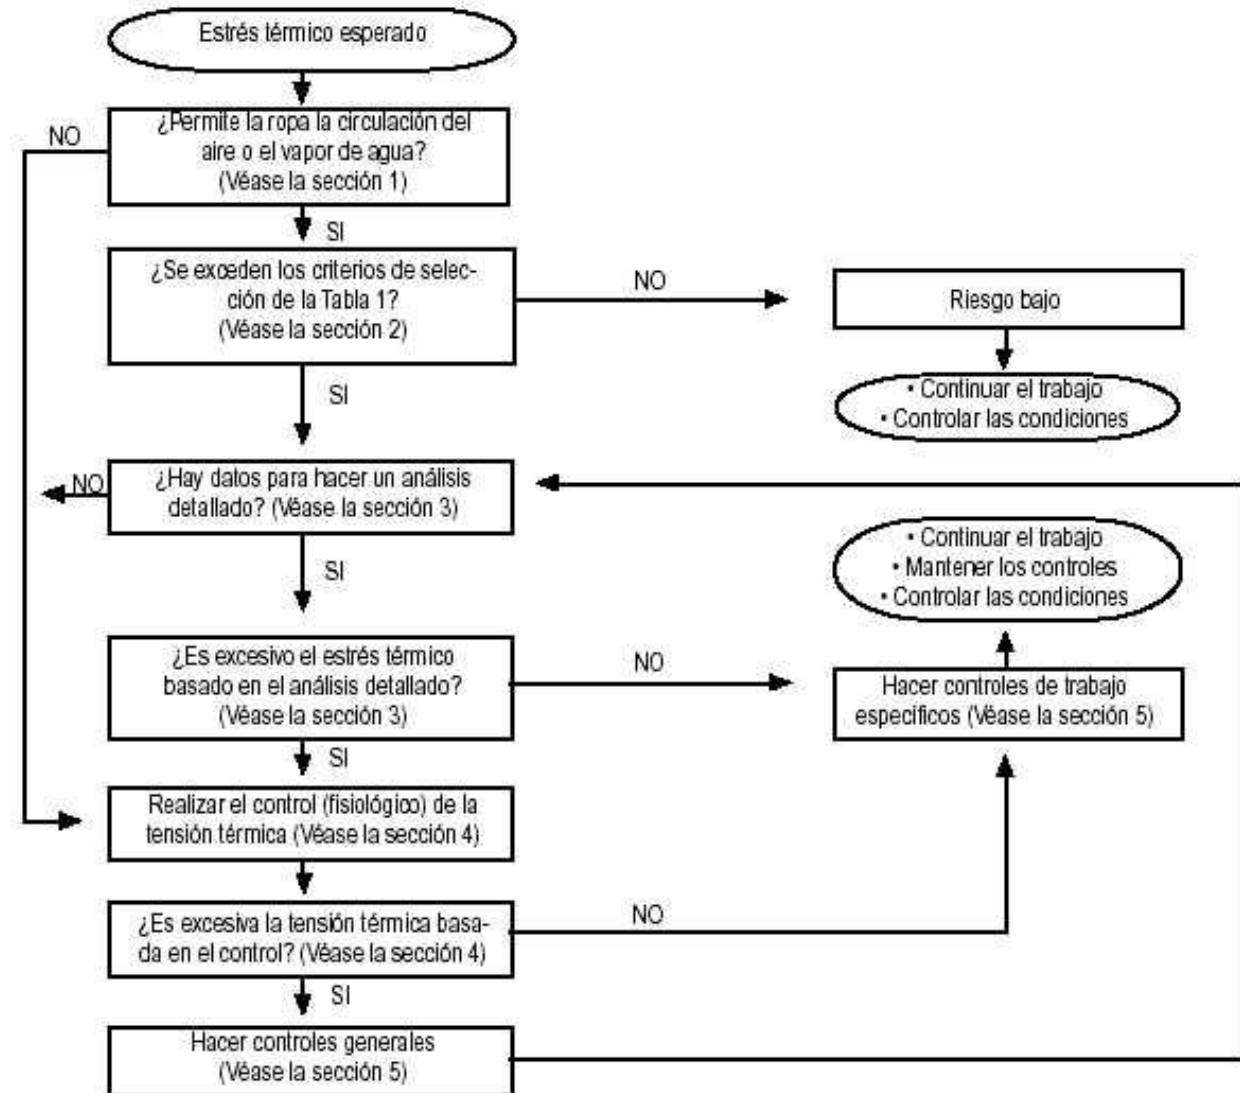 Estrés térmico esperado
¿Permite la ropa la circulación del
aire o el vapor de agua?
(Véase la sección 1)
NO
SI
¿Se exceden los criterios de selec-
ción de la Tabla 1?
(Véase la sección 2)
NO
Riesgo bajo
• Continuar el trabajo
• Controlar las condiciones
SI
¿Hay datos para hacer un análisis
detallado? (Véase la sección 3)
NO
SI
• Continuar el trabajo
• Mantener los controles
• Controlar las condiciones
¿Es excesivo el estrés térmico
basado en el análisis detallado?
(Véase la sección 3)
NO
Hacer controles de trabajo
específicos (Véase la sección 5)
SI
Realizar el control (fisiológico) de la
tensión térmica (Véase la sección 4)
¿Es excesiva la tensión térmica basa-
da en el control? (Véase la sección 4)
NO
SI
Hacer controles generales
(Véase la sección 5)